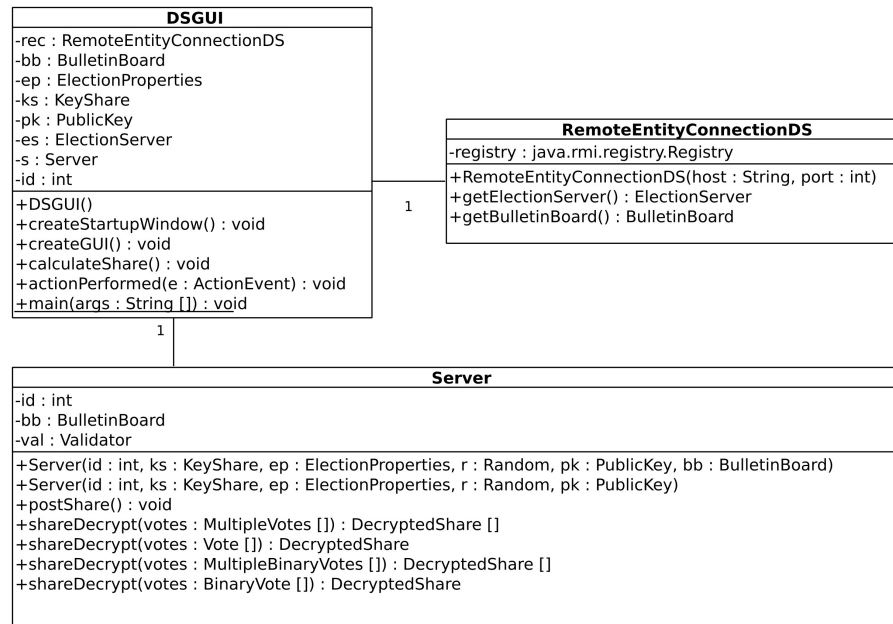 DSGUI
-rec : RemoteEntityConnectionDS
-bb : BulletinBoard
-ep : ElectionProperties
-ks : KeyShare
-pk : PublicKey
-es : ElectionServer
-s : Server
-id : int
+DSGUI()
+createStartupWindow() : void
+createGUI() : void
+calculateShare() : void
+actionPerformed(e : ActionEvent) : void
+main(args : String []) : void
RemoteEntityConnectionDS
-registry : java.rmi.registry.Registry
+RemoteEntityConnectionDS(host : String, port : int)
+getElectionServer() : ElectionServer
+getBulletinBoard() : BulletinBoard
1
1
Server
-id : int
-bb : BulletinBoard
-val : Validator
+Server(id : int, ks : KeyShare, ep : ElectionProperties, r : Random, pk : PublicKey, bb : BulletinBoard)
+Server(id : int, ks : KeyShare, ep : ElectionProperties, r : Random, pk : PublicKey)
+postShare() : void
+shareDecrypt(votes : MultipleVotes []) : DecryptedShare []
+shareDecrypt(votes : Vote []) : DecryptedShare
+shareDecrypt(votes : MultipleBinaryVotes []) : DecryptedShare []
+shareDecrypt(votes : BinaryVote []) : DecryptedShare